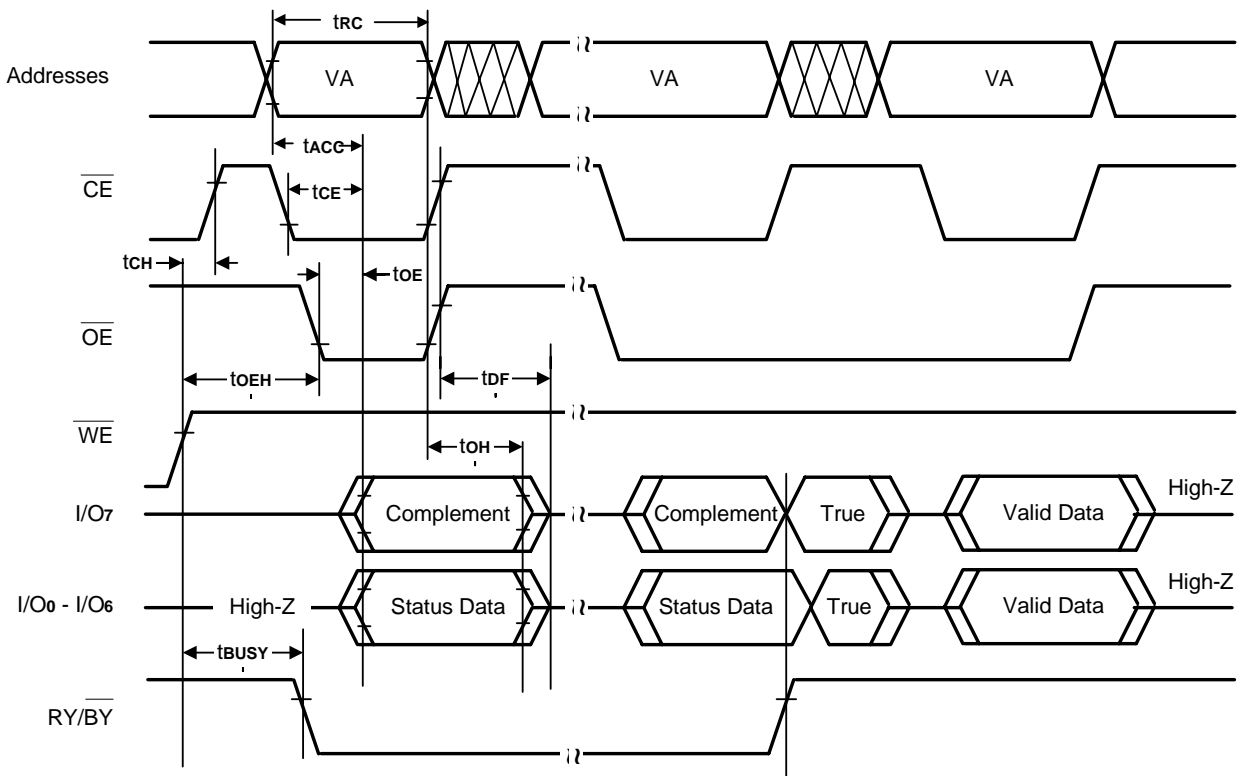 tRC
Addresses VA VA VA
tACC
CE tCE
tCH tOE
OE
tOEH tDF
WE
tOH
I/O7 Complement Complement True Valid Data High-Z
I/O0 - I/O6 High-Z Status Data Status Data True Valid Data High-Z
tBUSY
RY/BY